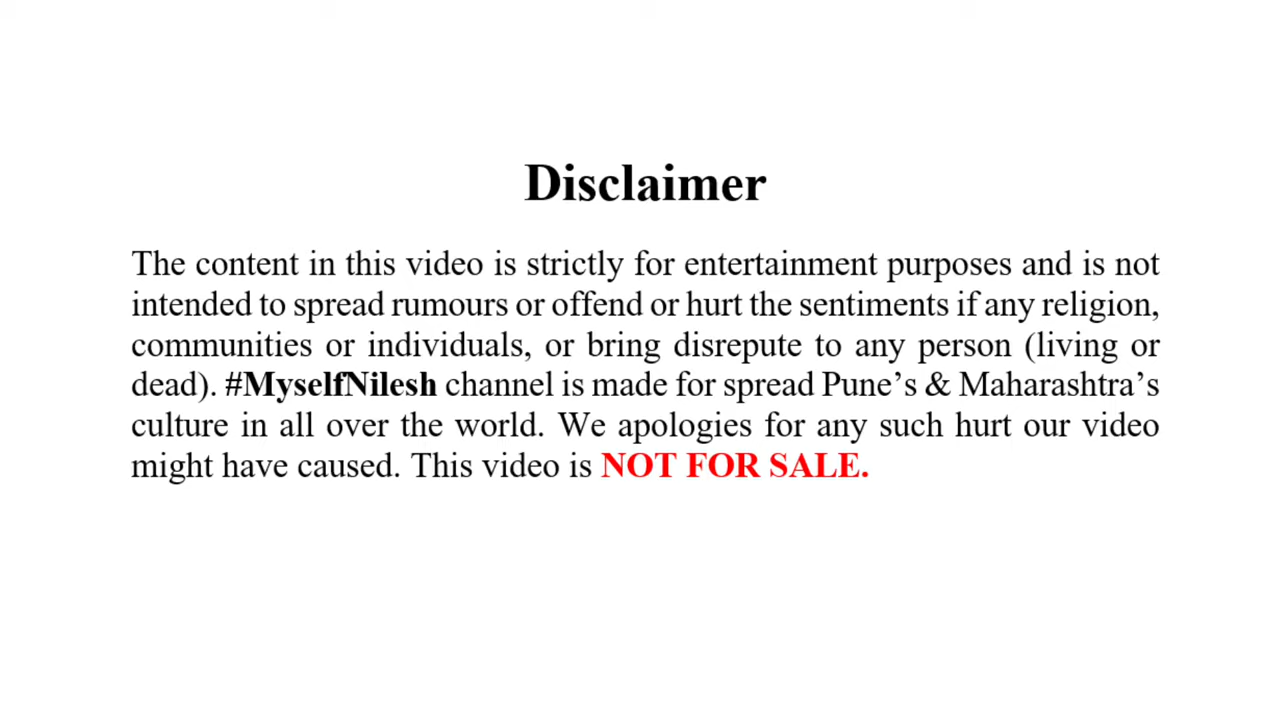 Disclaimer
The content in this video is strictly for entertainment purposes and is not
intended to spread rumours or offend or hurt the sentiments if any religion,
communities or individuals, or bring disrepute to any person (living or
dead). #MyselfNilesh channel is made for spread Pune’s & Maharashtra’s
culture in all over the world. We apologies for any such hurt our video
might have caused. This video is NOT FOR SALE.